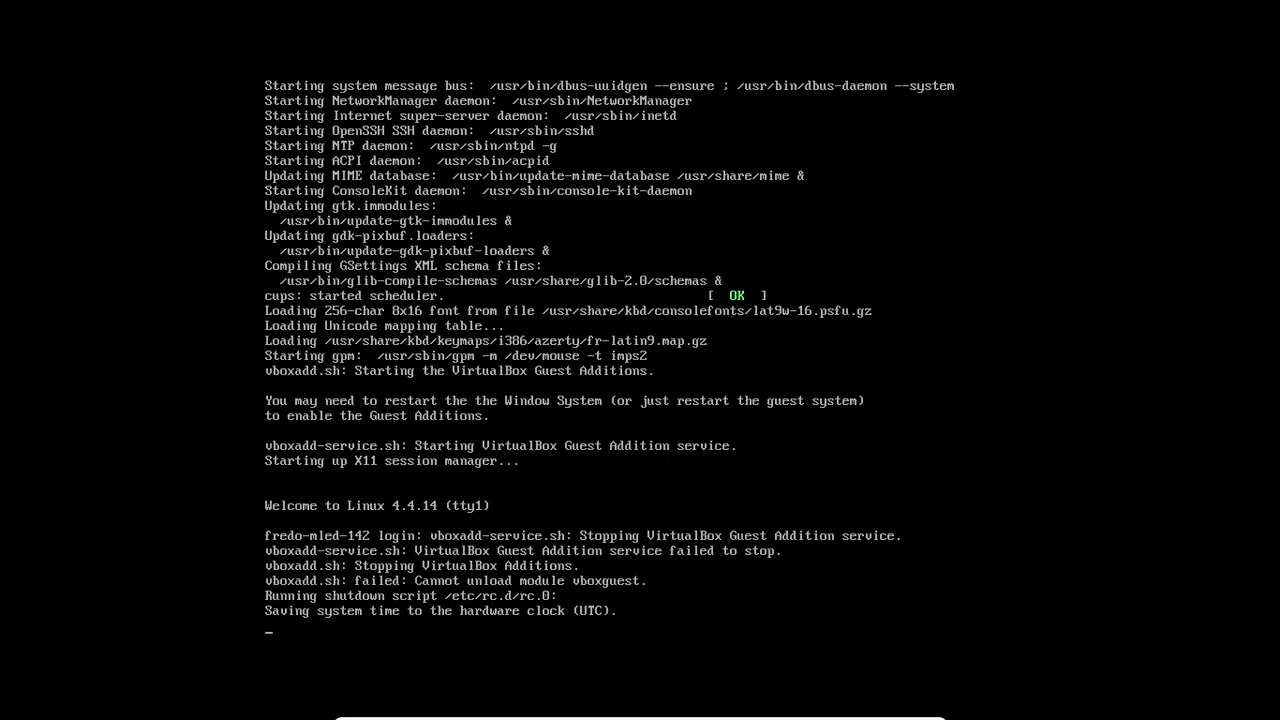 Starting system message bus:  /usr/bin/dbus-uuidgen --ensure ; /usr/bin/dbus-daemon --system
Starting NetworkManager daemon:  /usr/sbin/NetworkManager
Starting Internet super-server daemon:  /usr/sbin/inetd
Starting OpenSSH SSH daemon:  /usr/sbin/sshd
Starting NTP daemon:  /usr/sbin/ntpd -g
Starting ACPI daemon:  /usr/sbin/acpid
Updating MIME database:  /usr/bin/update-mime-database /usr/share/mime &
Starting ConsoleKit daemon:  /usr/sbin/console-kit-daemon
Updating gtk.immodules:
  /usr/bin/update-gtk-immodules &
Updating gdk-pixbuf.loaders:
  /usr/bin/update-gdk-pixbuf-loaders &
Compiling GSettings XML schema files:
  /usr/bin/glib-compile-schemas /usr/share/glib-2.0/schemas &
cups: started scheduler.                                   [  OK  ]
Loading 256-char 8x16 font from file /usr/share/kbd/consolefonts/lat9w-16.psfu.gz
Loading Unicode mapping table...
Loading /usr/share/kbd/keymaps/i386/azerty/fr-latin9.map.gz
Starting gpm:  /usr/sbin/gpm -m /dev/mouse -t imps2
vboxadd.sh: Starting the VirtualBox Guest Additions.
You may need to restart the the Window System (or just restart the guest system)
to enable the Guest Additions.
vboxadd-service.sh: Starting VirtualBox Guest Addition service.
Starting up X11 session manager...
Welcome to Linux 4.4.14 (tty1)
fredo-mled-142 login: vboxadd-service.sh: Stopping VirtualBox Guest Addition service.
vboxadd-service.sh: VirtualBox Guest Addition service failed to stop.
vboxadd.sh: Stopping VirtualBox Additions.
vboxadd.sh: failed: Cannot unload module vboxguest.
Running shutdown script /etc/rc.d/rc.0:
Saving system time to the hardware clock (UTC).